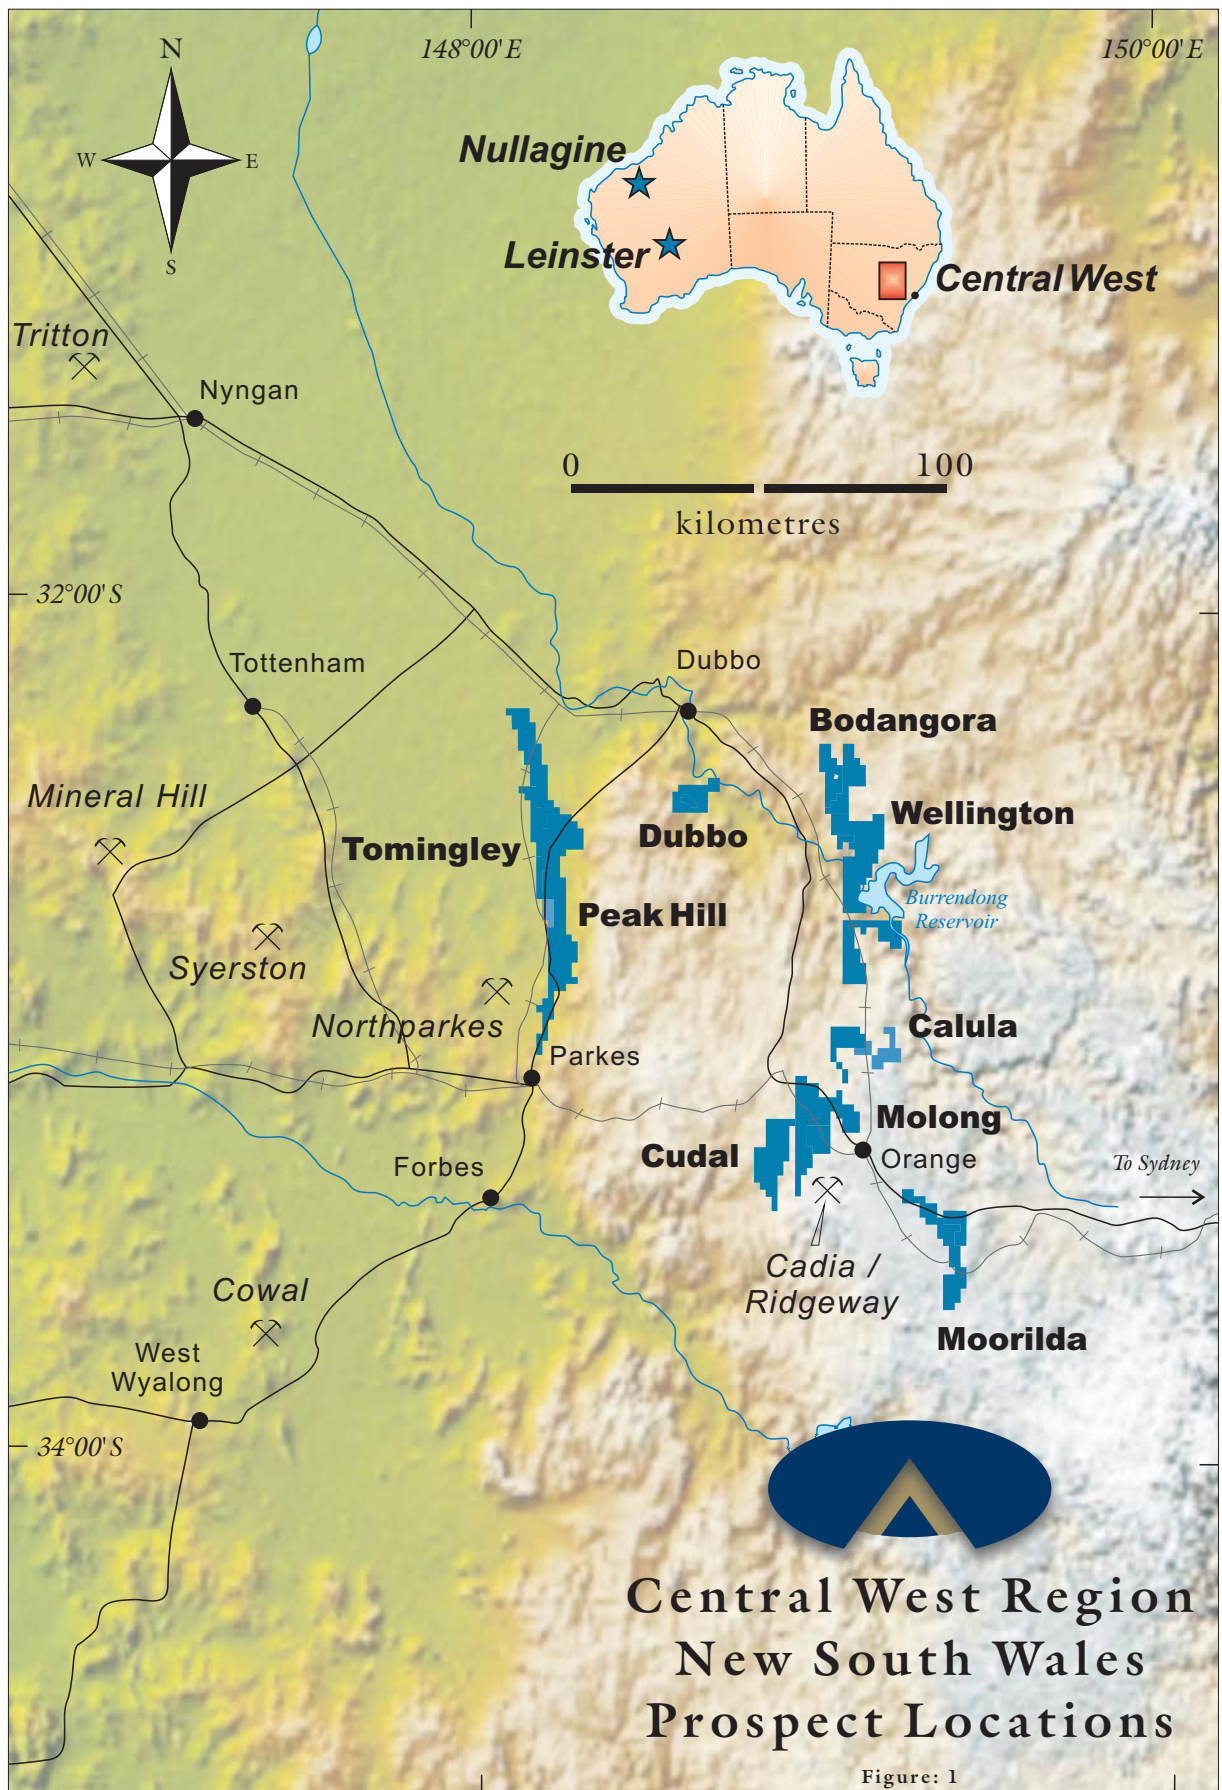 148°00' E
150°00' E
N
W
E
S
Nullagine
Leinster
Central West
Tritton
Nyngan
0
100
kilometres
32°00' S
Tottenham
Dubbo
Bodangora
Mineral Hill
Wellington
Dubbo
Tomingley
Burrendong
Reservoir
Peak Hill
Syerston
Northparkes
Calula
Parkes
Molong
Cudal
Orange
To Sydney
Forbes
Cadia /
Ridgeway
Cowal
Moorilda
West
Wyalong
34°00' S
Central West Region
New South Wales
Prospect Locations
Figure: 1